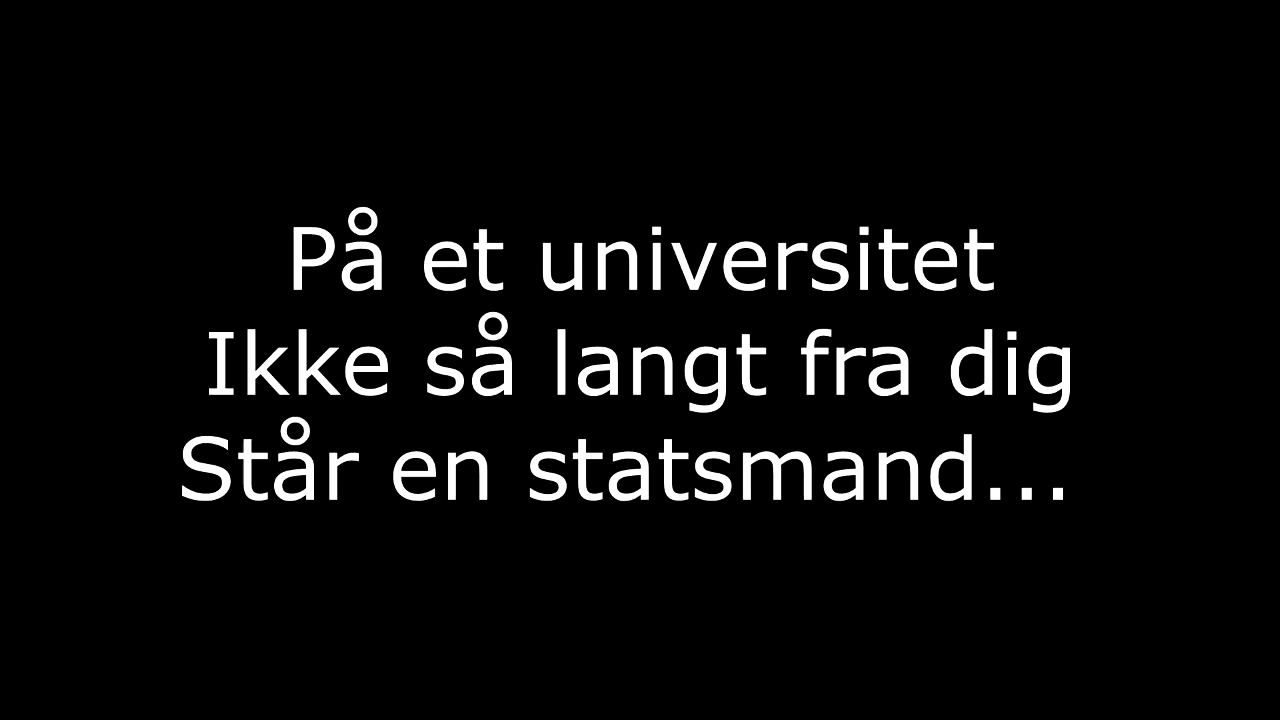 På et universitet
Ikke så langt fra dig
Står en statsmand...